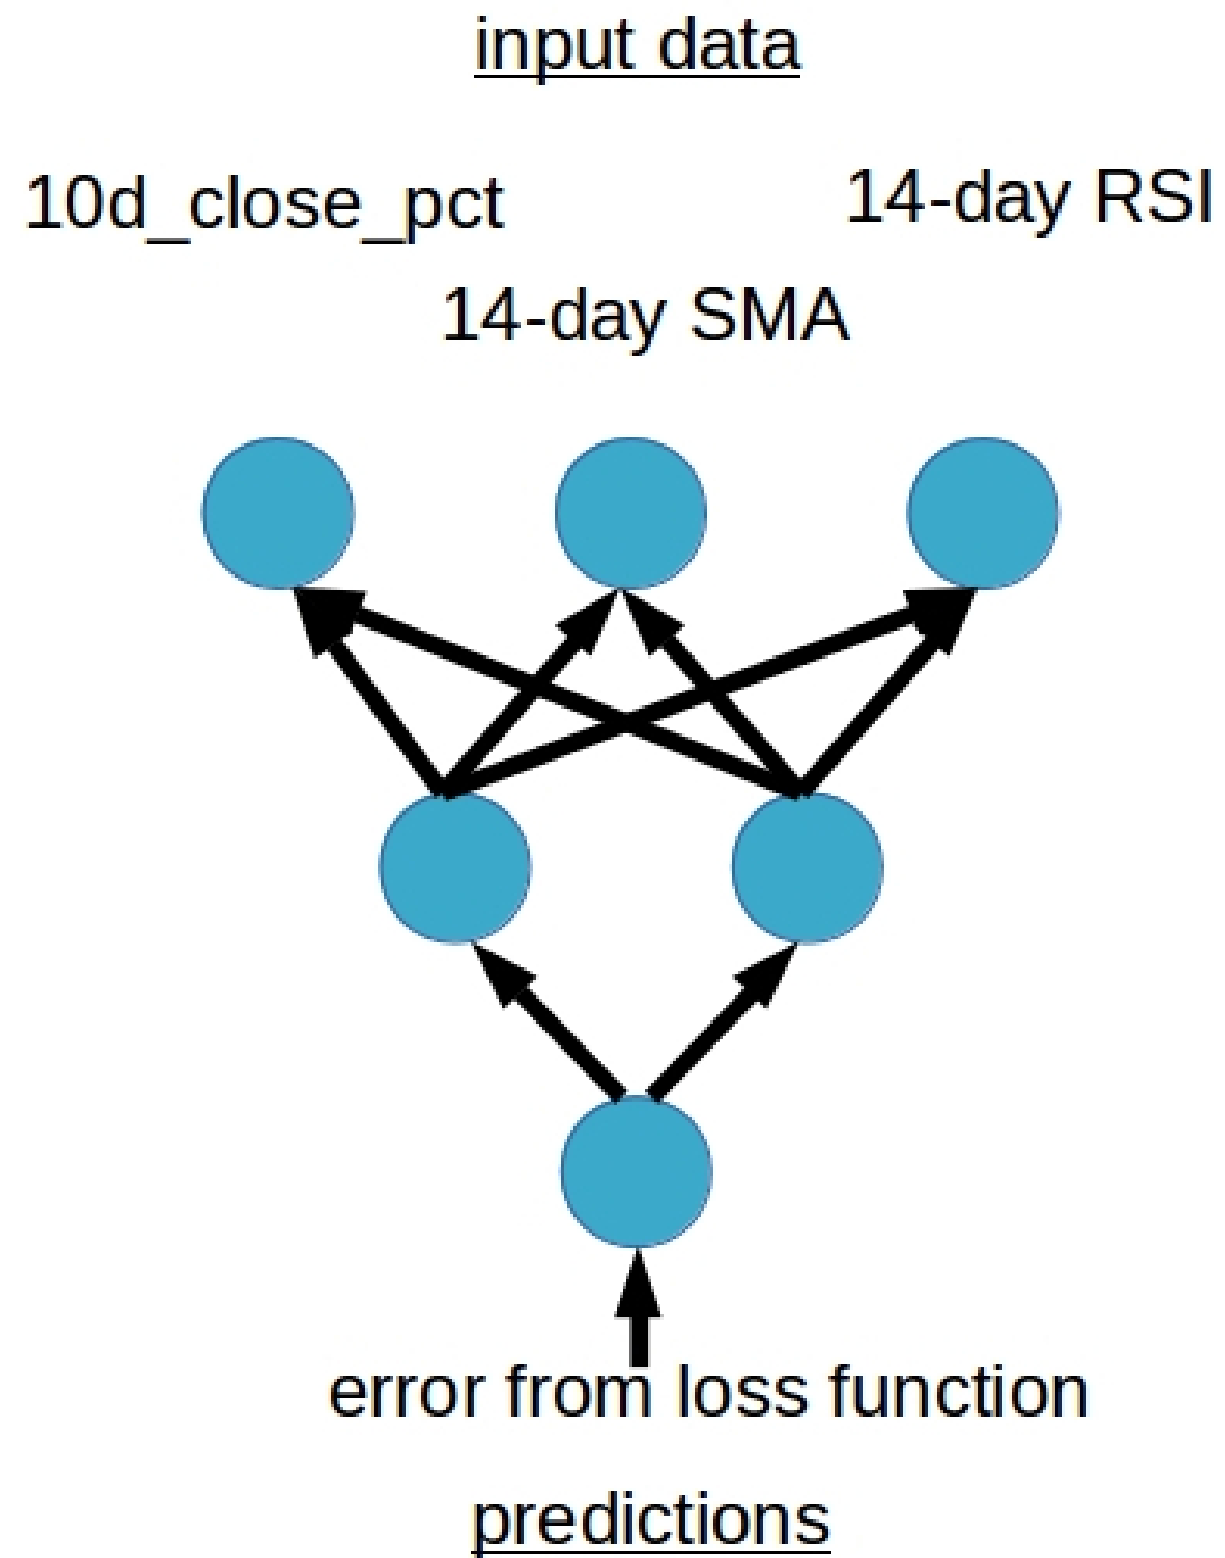 input data
10d_close_pct
14-day RSI
14-day SMA
error from loss function
predictions